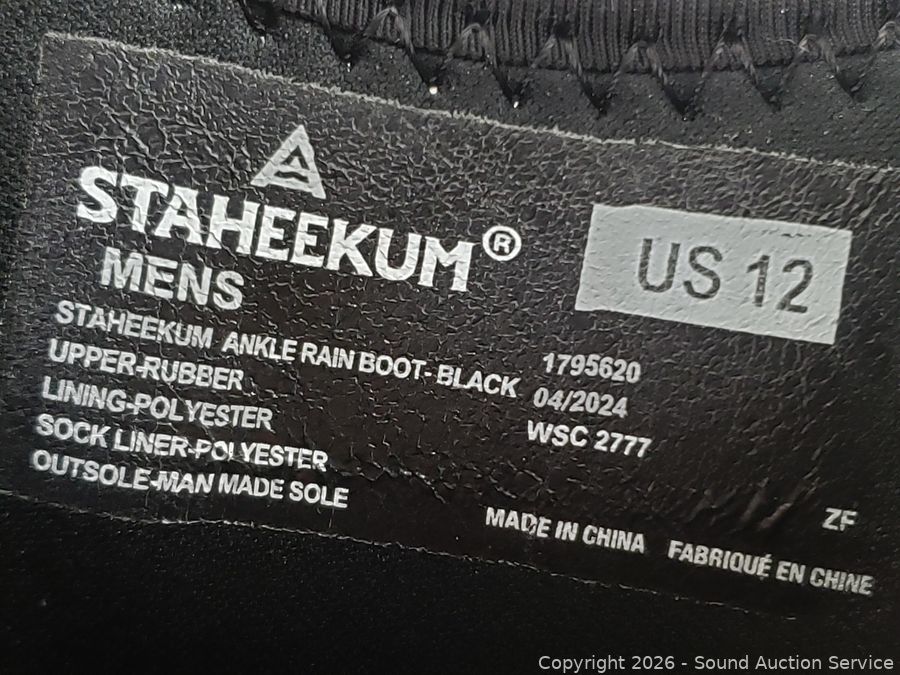 STAHEEKUM®
MENS
US 12
STAHEEKUM ANKLE RAIN BOOT- BLACK
UPPER-RUBBER
LINING-POLYESTER
SOCK LINER-POLYESTER
OUTSOLE-MAN MADE SOLE
1795620
04/2024
WSC 2777
ZF
MADE IN CHINA FABRIQUÉ EN CHINE
Copyright © 2026 - Sound Auction Service